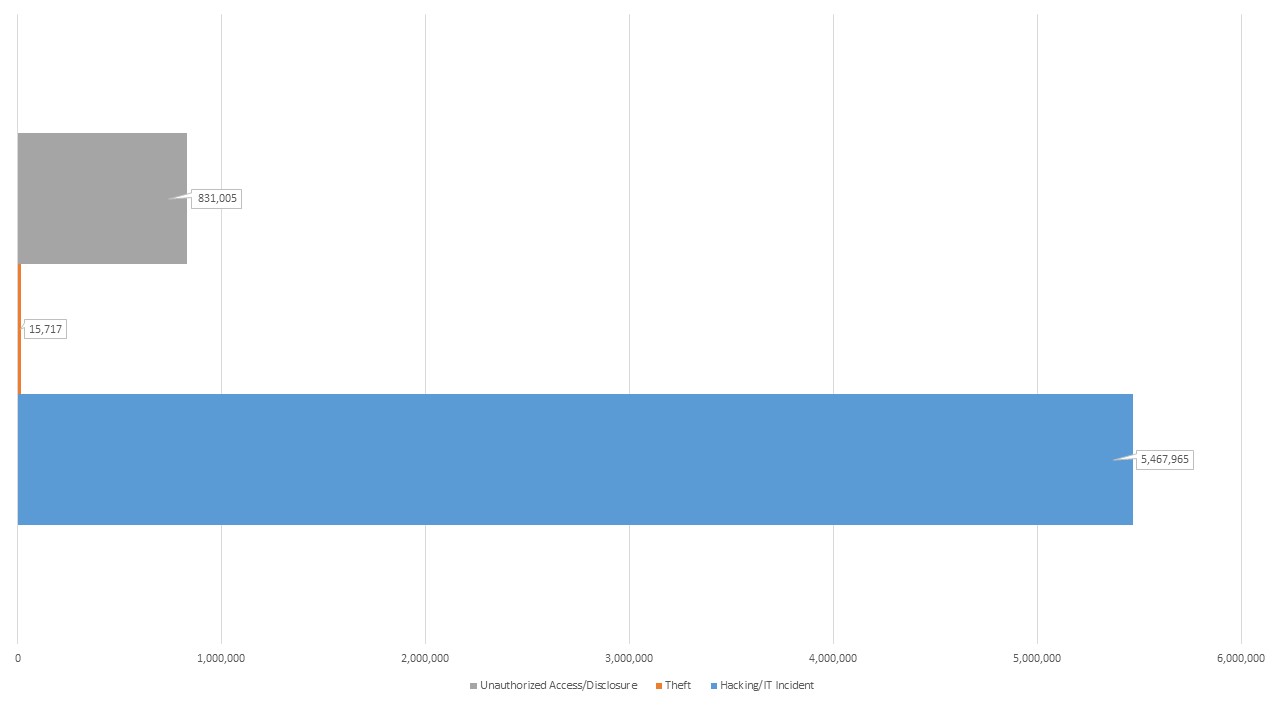 831,005
15,717
5,467,965
0 1,000,000 2,000,000 3,000,000 4,000,000 5,000,000 6,000,000
Unauthorized Access/Disclosure Theft Hacking/IT Incident